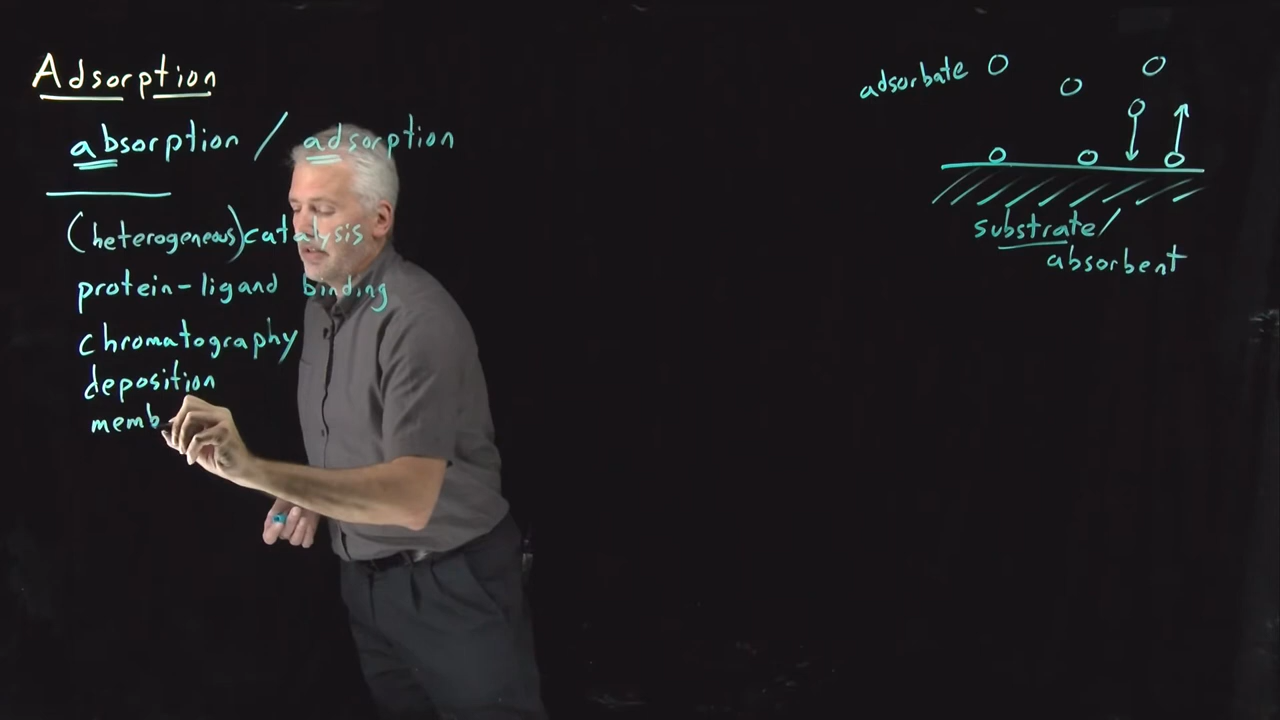 Adsorption
absorption / adsorption
(heterogeneous) catalysis
protein-ligand binding
chromatography
deposition
memb
adsorbate
substrate/
absorbent